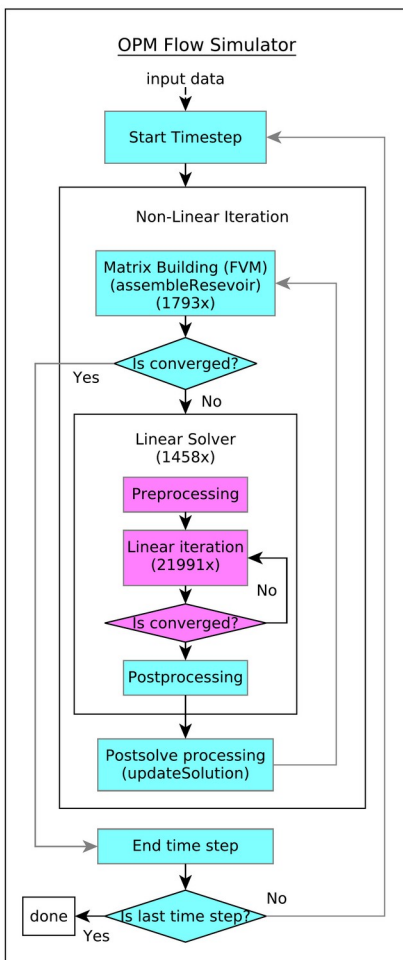 OPM Flow Simulator
input data
Start Timestep
Non-Linear Iteration
Matrix Building (FVM)
(assembleResevoir)
(1793x)
Is converged?
Yes
No
Linear Solver
(1458x)
Preprocessing
Linear iteration
(21991x)
No
Is converged?
Postprocessing
Postsolve processing
(updateSolution)
End time step
Is last time step?
No
done
Yes